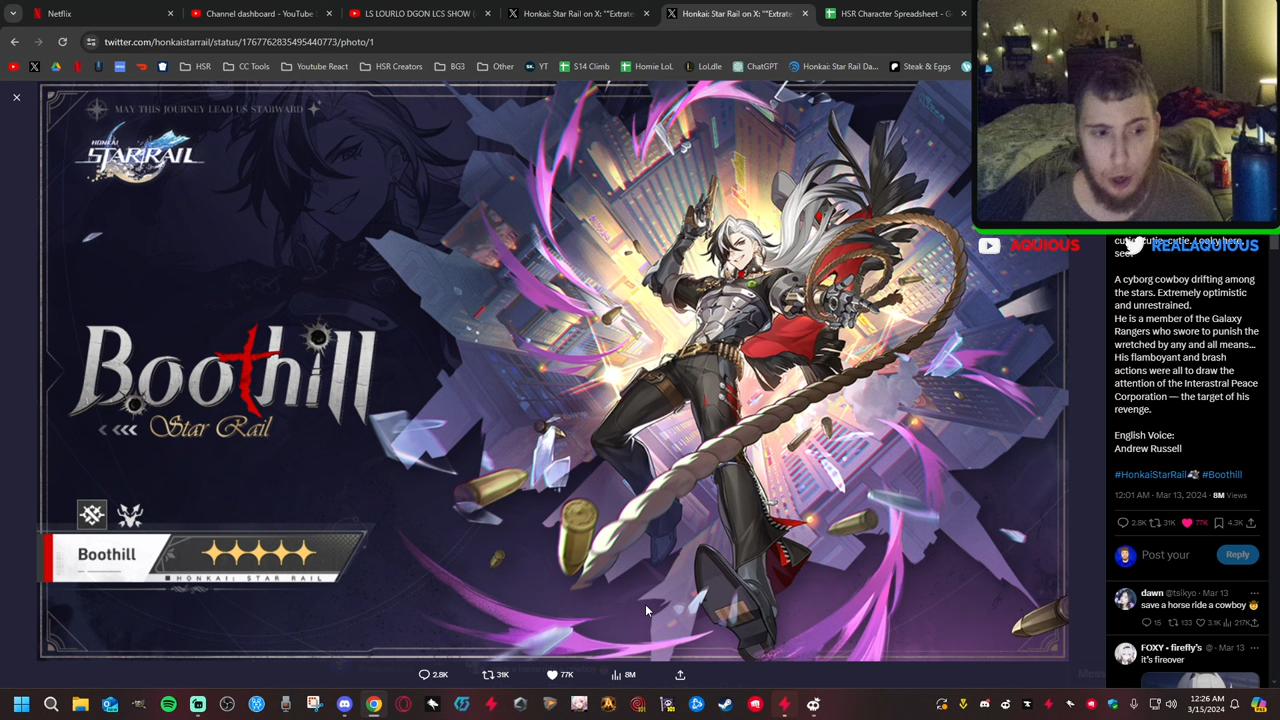 Netflix
Channel dashboard - YouTube
LS LOURLO DGON LCS SHOW (
Honkai: Star Rail on X: ""Extrate
Honkai: Star Rail on X: ""Extrate
HSR Character Spreadsheet - G
twitter.com/honkaistarrail/status/1767762835495440773/photo/1
HSR
CC Tools
Youtube React
HSR Creators
BG3
Other
YT
S14 Climb
Homie LoL
LoLdle
ChatGPT
Honkai: Star Rail Da...
Steak & Eggs
MAY THIS JOURNEY LEAD US STARWARD
HONKAI
STAR RAIL
Boothill
Star Rail
Boothill
HONKAI: STAR RAIL
AQUIOUS
REALAQUIOUS
see?
A cyborg cowboy drifting among
the stars. Extremely optimistic
and unrestrained.
He is a member of the Galaxy
Rangers who swore to punish the
wretched by any and all means...
His flamboyant and brash
actions were all to draw the
attention of the Interastral Peace
Corporation — the target of his
revenge.
English Voice:
Andrew Russell
#HonkaiStarRail #Boothill
12:01 AM · Mar 13, 2024 · 8M Views
2.8K 31K 77K 4.3K
Post your
Reply
dawn @tsikyo · Mar 13
save a horse ride a cowboy
15 133 3.1K 217K
FOXY • firefly's @ · Mar 13
it's fireover
2.8K 31K 77K 8M
12:26 AM
3/15/2024